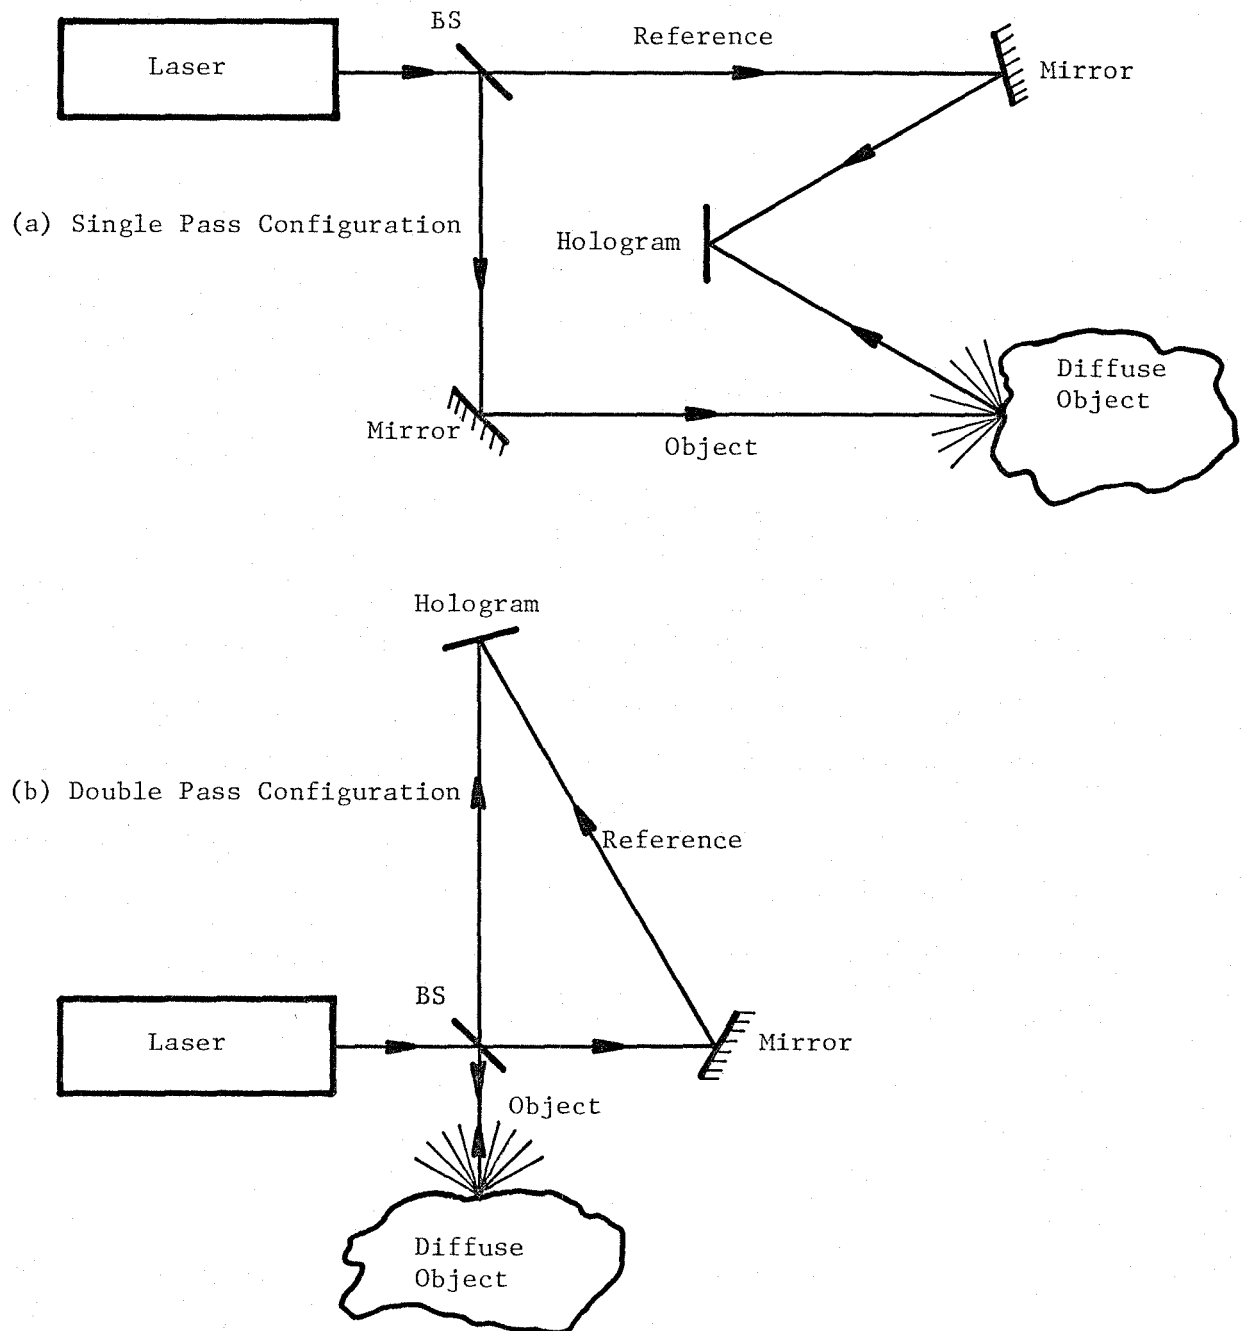 BS
Reference
Laser
Mirror
(a) Single Pass Configuration
Hologram
Diffuse
Object
Mirror
Object
Hologram
(b) Double Pass Configuration
Reference
BS
Laser
Mirror
Object
Diffuse
Object